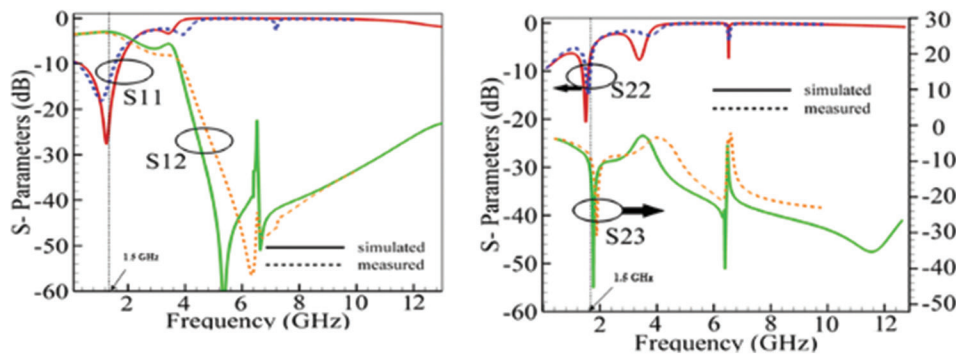 S- Parameters (dB)
0
-10
-20
-30
-40
-50
-60
S11
S12
simulated
measured
1.5 GHz
2
4
6
8
10
12
Frequency (GHz)
S- Parameters (dB)
0
-10
-20
-30
-40
-50
-60
30
20
10
0
-10
-20
-30
-40
-50
S22
simulated
measured
S23
1.5 GHz
2
4
6
8
10
12
Frequency (GHz)